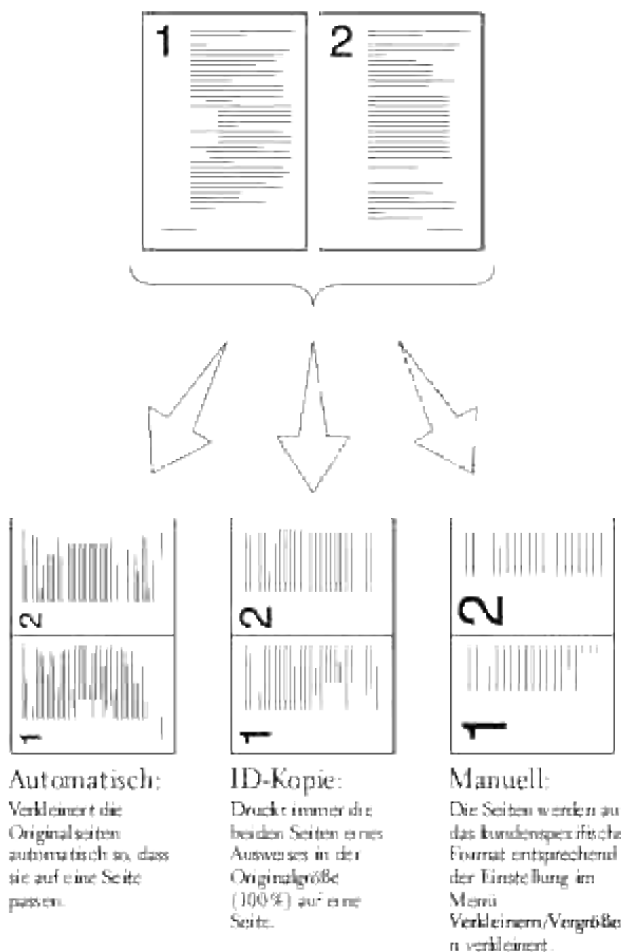 1 2
2 2 2
1 1 1
Automatisch: ID-Kopie: Manuell:
Verkleinert die
Originalseiten
automatisch so, dass
sie auf eine Seite
passen.
Druckt immer die
beiden Seiten eines
Ausweises in der
Originalgröße
(100 %) auf eine
Seite.
Die Seiten werden au
das kundenspezifische
Format entsprechend
der Einstellung im
Menü
Verkleinern/Vergrößer
n verkleinert.